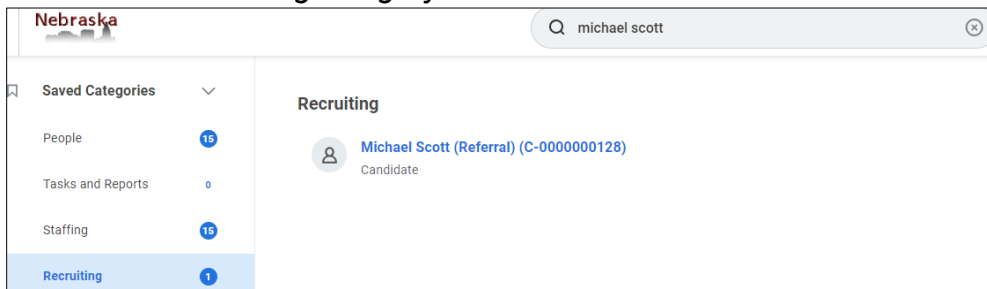 Nebraska
michael scott
Saved Categories
People 15
Tasks and Reports 0
Staffing 15
Recruiting 1
Recruiting
Michael Scott (Referral) (C-0000000128)
Candidate